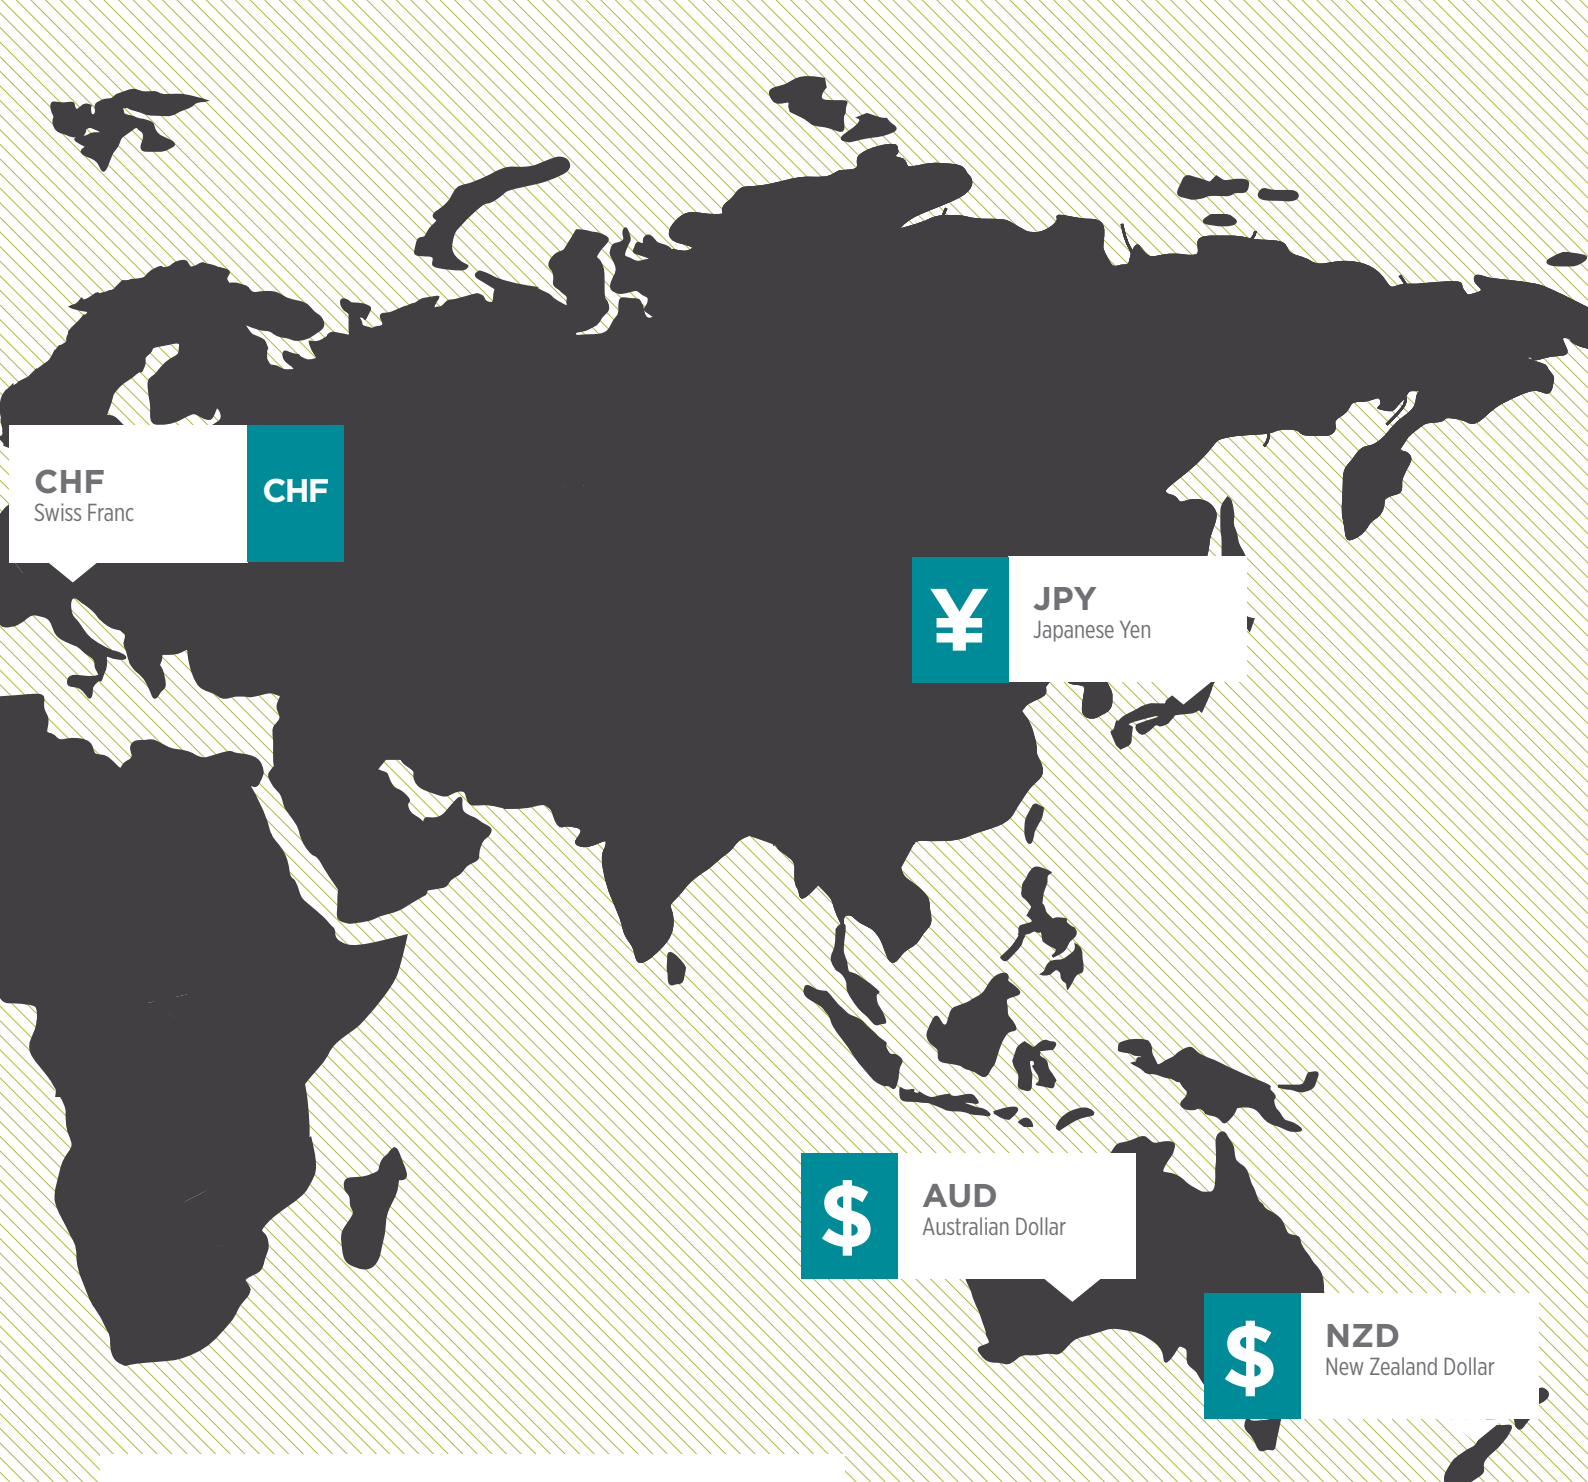 CHF
Swiss Franc
CHF
¥
JPY
Japanese Yen
$
AUD
Australian Dollar
$
NZD
New Zealand Dollar